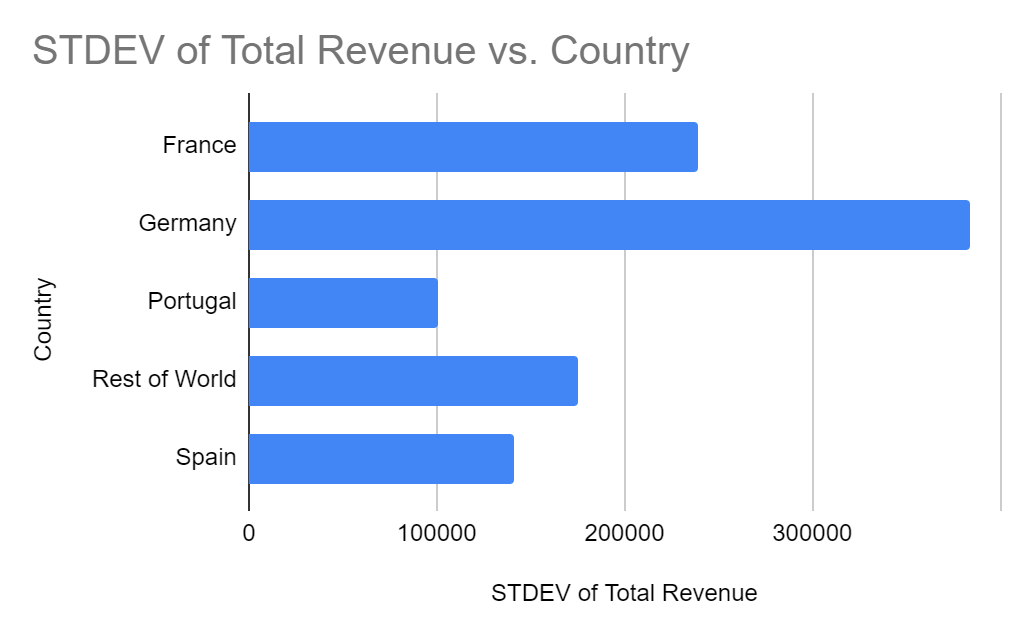 STDEV of Total Revenue vs. Country
Country
France
Germany
Portugal
Rest of World
Spain
0 100000 200000 300000
STDEV of Total Revenue